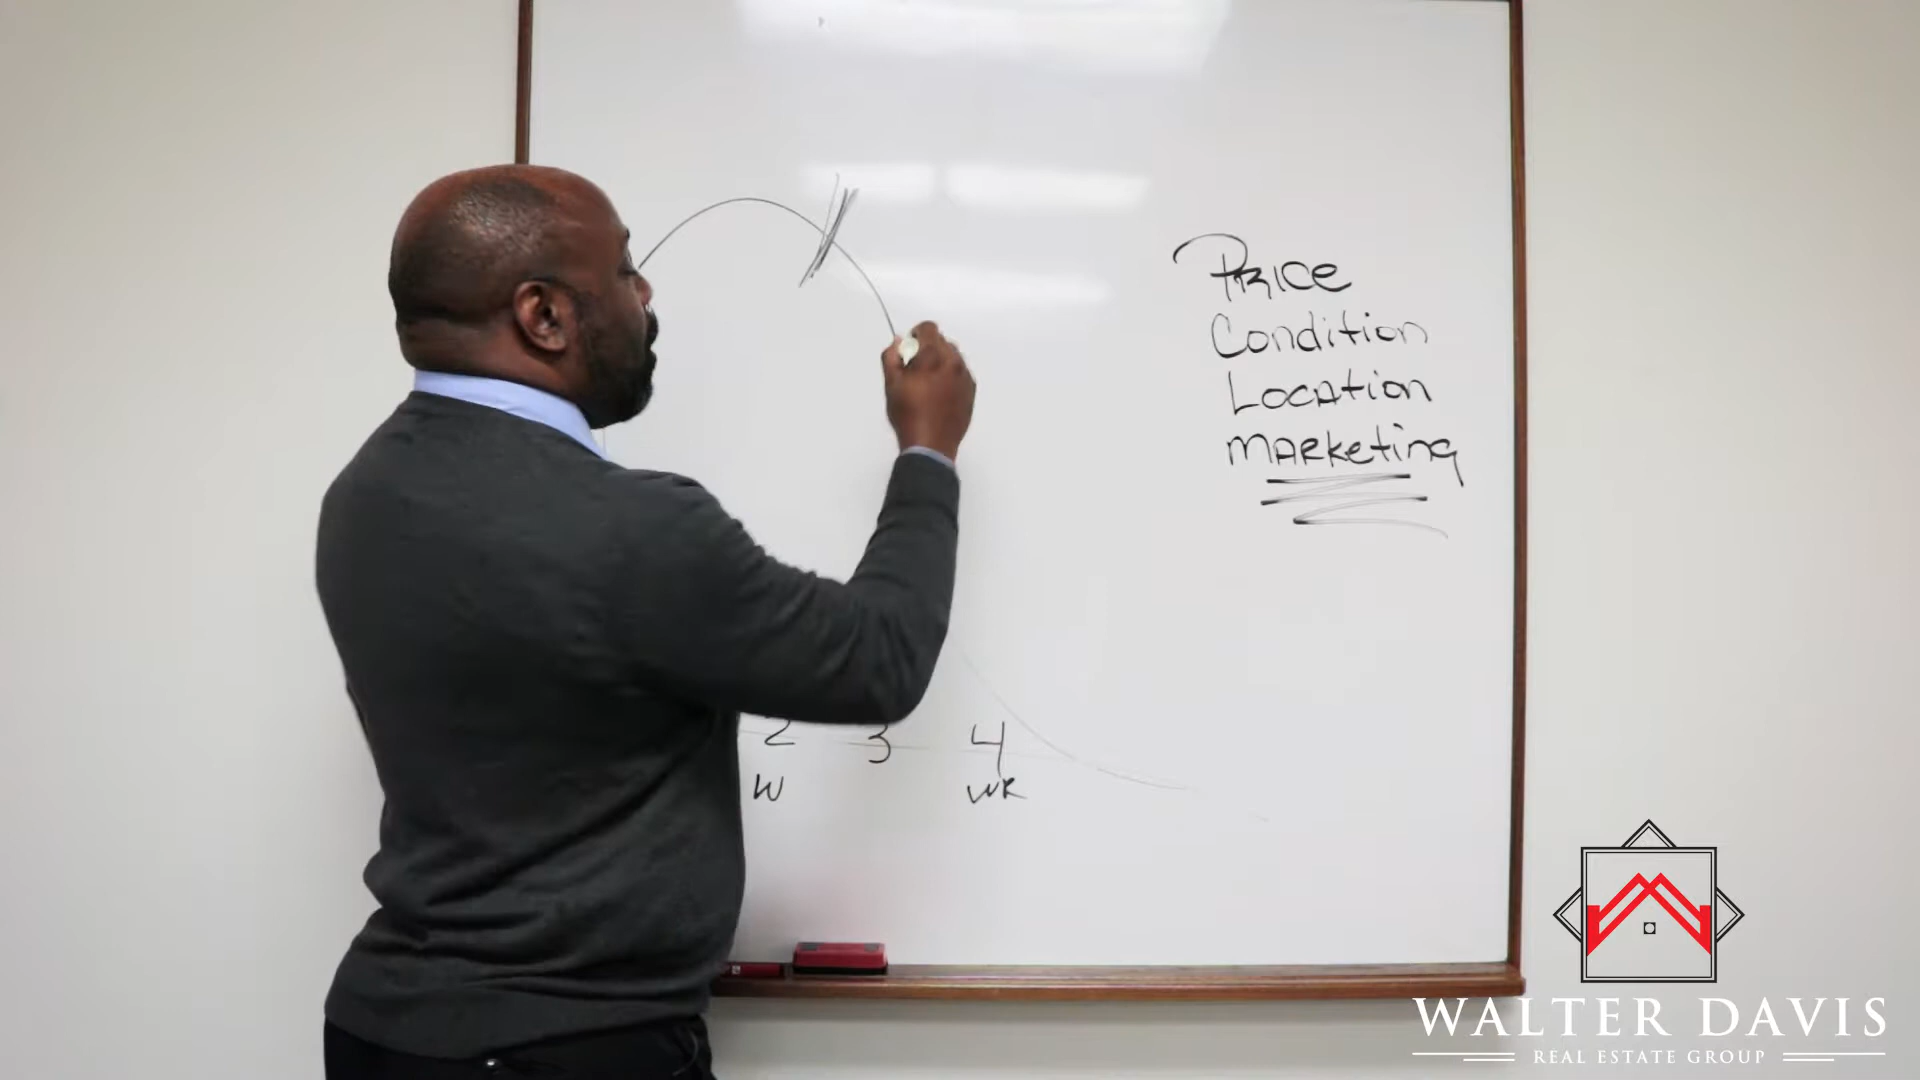 Price
Condition
Location
Marketing
2 3 4
W WK
WALTER DAVIS
REAL ESTATE GROUP